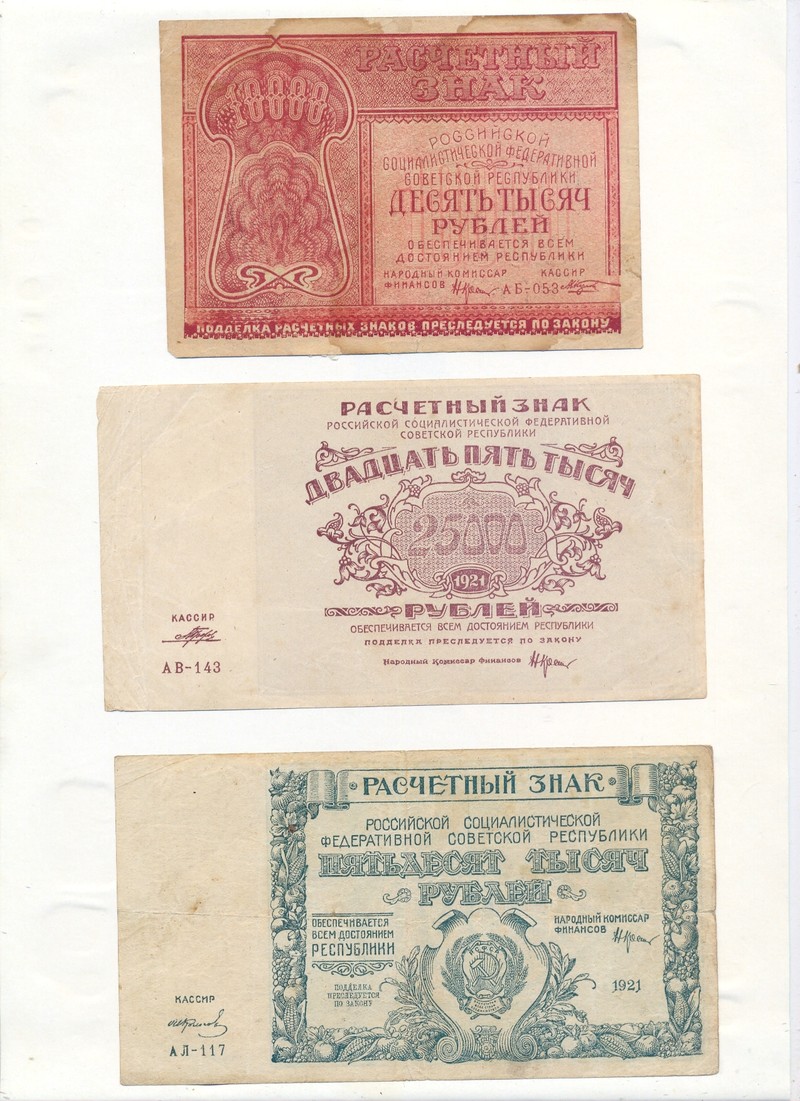 РАСЧЕТНЫЙ
ЗНАК
10000
РОССИЙСКОЙ
СОЦИАЛИСТИЧЕСКОЙ ФЕДЕРАТИВНОЙ
СОВЕТСКОЙ РЕСПУБЛИКИ
ДЕСЯТЬ ТЫСЯЧ
РУБЛЕЙ
ОБЕСПЕЧИВАЕТСЯ ВСЕМ
ДОСТОЯНИЕМ РЕСПУБЛИКИ
НАРОДНЫЙ КОМИССАР КАССИР
ФИНАНСОВ АБ-053
ПОДДЕЛКА РАСЧЕТНЫХ ЗНАКОВ ПРЕСЛЕДУЕТСЯ ПО ЗАКОНУ
РАСЧЕТНЫЙ ЗНАК
РОССИЙСКОЙ СОЦИАЛИСТИЧЕСКОЙ ФЕДЕРАТИВНОЙ
СОВЕТСКОЙ РЕСПУБЛИКИ
ДВАДЦАТЬ ПЯТЬ ТЫСЯЧ
25000
1921
РУБЛЕЙ
ОБЕСПЕЧИВАЕТСЯ ВСЕМ ДОСТОЯНИЕМ РЕСПУБЛИКИ
ПОДДЕЛКА ПРЕСЛЕДУЕТСЯ ПО ЗАКОНУ
Народный Комиссар Финансов
КАССИР
АВ-143
РАСЧЕТНЫЙ ЗНАК
РОССИЙСКОЙ СОЦИАЛИСТИЧЕСКОЙ
ФЕДЕРАТИВНОЙ СОВЕТСКОЙ РЕСПУБЛИКИ
ПЯТЬДЕСЯТ ТЫСЯЧ
РУБЛЕЙ
ОБЕСПЕЧИВАЕТСЯ
ВСЕМ ДОСТОЯНИЕМ
РЕСПУБЛИКИ
ПОДДЕЛКА
ПРЕСЛЕДУЕТСЯ
ПО ЗАКОНУ
РСФСР
НАРОДНЫЙ КОМИССАР
ФИНАНСОВ
1921
КАССИР
АЛ-117